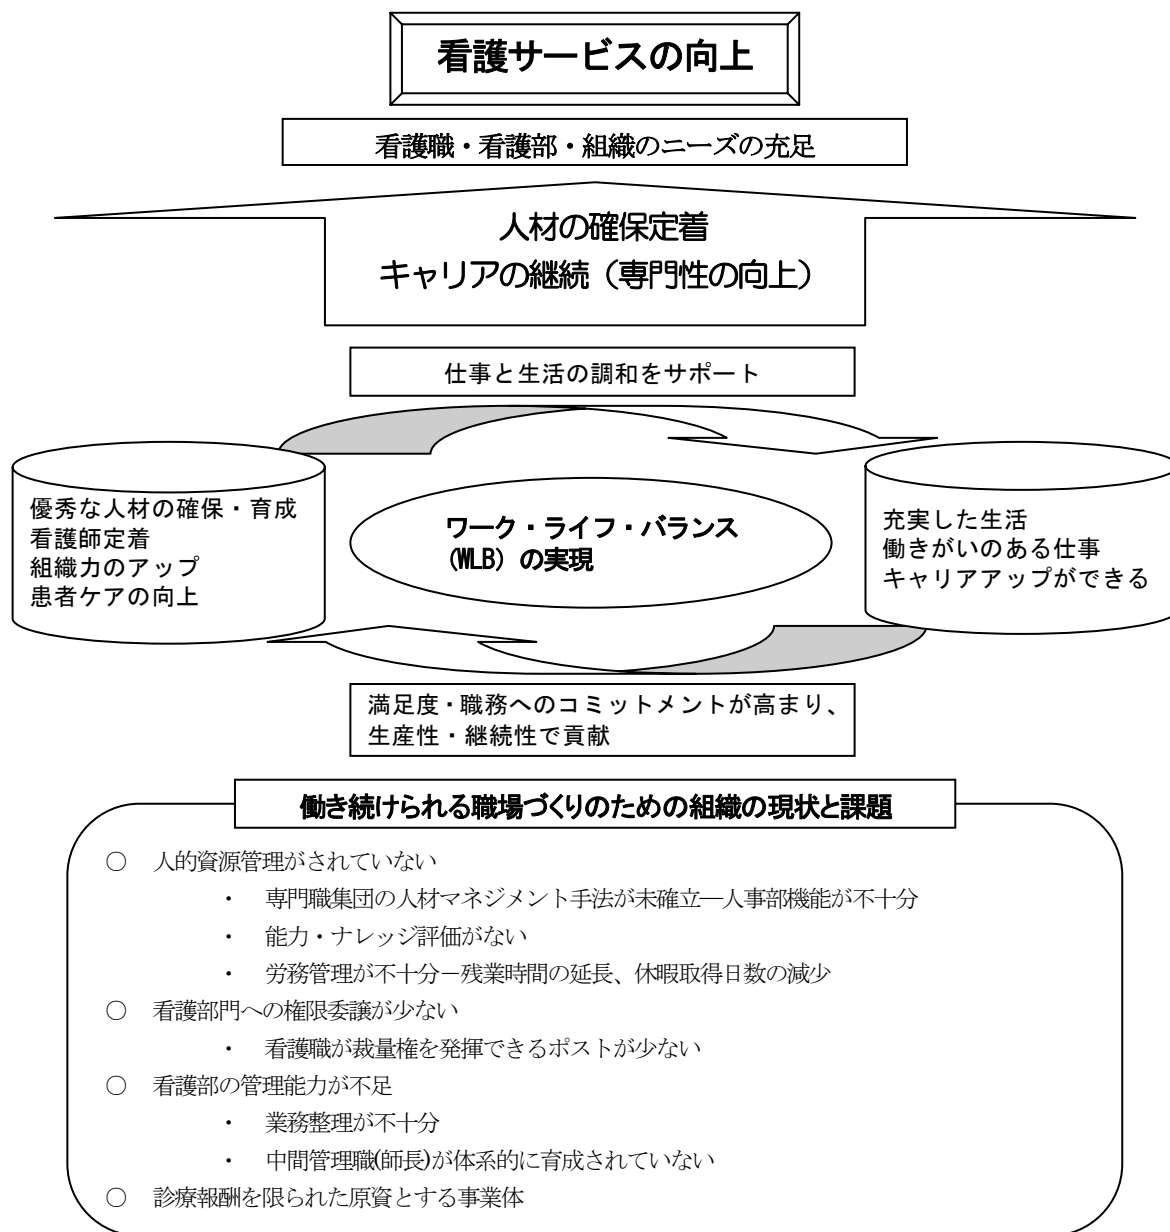 看護サービスの向上
看護職・看護部・組織のニーズの充足
人材の確保定着
キャリアの継続（専門性の向上）
仕事と生活の調和をサポート
優秀な人材の確保・育成
看護師定着
組織力のアップ
患者ケアの向上
ワーク・ライフ・バランス
（WLB）の実現
充実した生活
働きがいのある仕事
キャリアアップができる
満足度・職務へのコミットメントが高まり、
生産性・継続性で貢献
働き続けられる職場づくりのための組織の現状と課題
○ 人的資源管理がされていない
・ 専門職集団の人材マネジメント手法が未確立―人事部機能が不十分
・ 能力・ナレッジ評価がない
・ 労務管理が不十分－残業時間の延長、休暇取得日数の減少
○ 看護部門への権限委譲が少ない
・ 看護職が裁量権を発揮できるポストが少ない
○ 看護部の管理能力が不足
・ 業務整理が不十分
・ 中間管理職(師長)が体系的に育成されていない
○ 診療報酬を限られた原資とする事業体